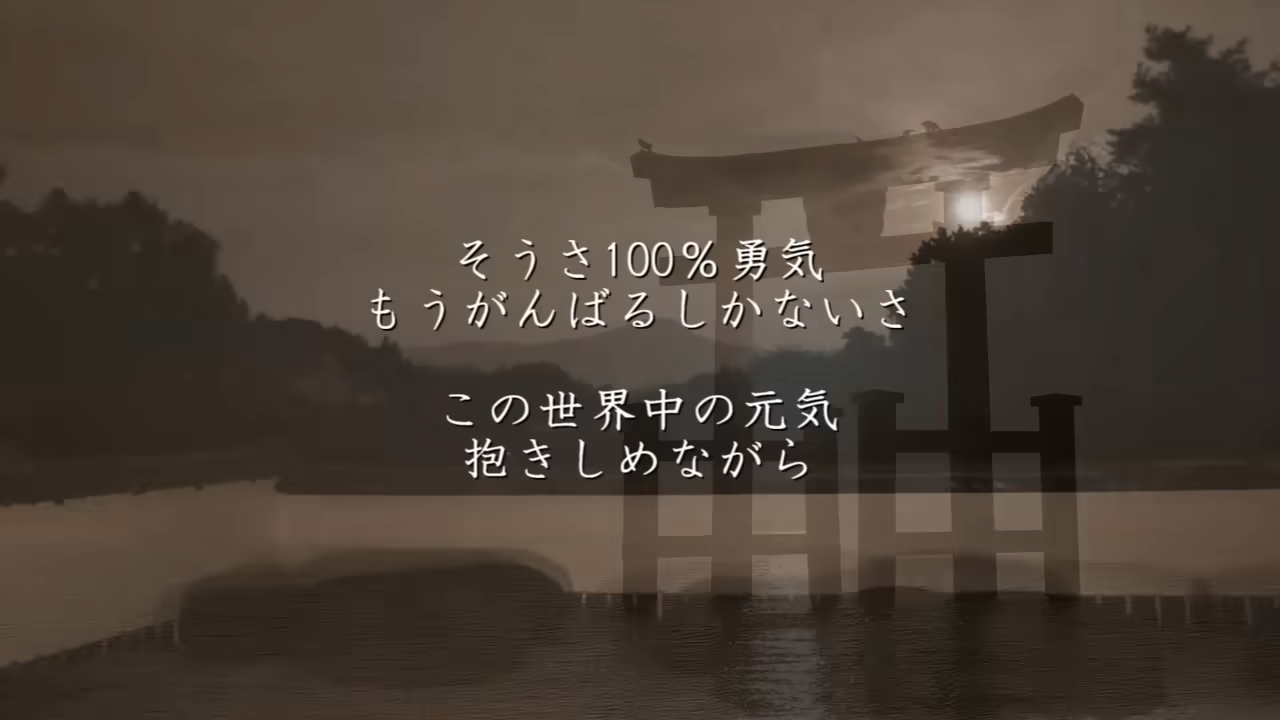 そうさ100％勇気
もうがんばるしかないさ
この世界中の元気
抱きしめながら